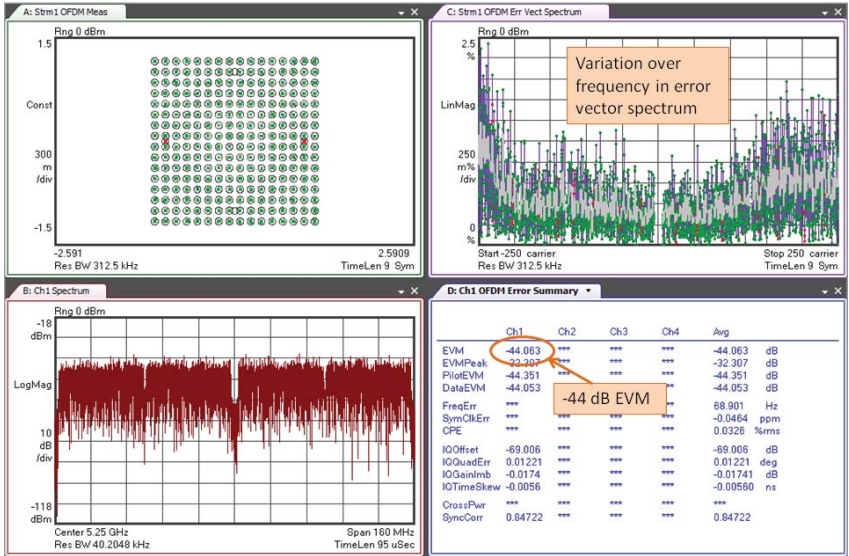 A: Strm1 OFDM Meas
Rng 0 dBm
1.5
Const
300
m
/div
-1.5
-2.591
2.5909
Res BW 312.5 kHz
TimeLen 9 Sym
C: Strm1 OFDM Err Vect Spectrum
Rng 0 dBm
2.5
%
LinMag
250
m%
/div
0
%
Start -250 carrier
Stop 250 carrier
Res BW 312.5 kHz
TimeLen 9 Sym
Variation over
frequency in error
vector spectrum
B: Ch1 Spectrum
Rng 0 dBm
-18
dBm
LogMag
10
dB
/div
-118
dBm
Center 5.25 GHz
Span 160 MHz
Res BW 40.2048 kHz
TimeLen 95 uSec
D: Ch1 OFDM Error Summary
Ch1 Ch2 Ch3 Ch4 Avg
EVM -44.063 *** *** *** -44.063 dB
EVMPeak -32.307 *** *** *** -32.307 dB
PilotEVM -44.351 *** *** *** -44.351 dB
DataEVM -44.053 ** -44.053 dB
-44 dB EVM
FreqErr *** *** 68.901 Hz
SymClkErr *** *** *** *** -0.0464 ppm
CPE *** *** *** *** 0.0326 %rms
IQOffset -69.006 *** *** *** -69.006 dB
IQQuadErr 0.01221 *** *** *** 0.01221 deg
IQGainImb -0.0174 *** *** *** -0.01741 dB
IQTimeSkew -0.0056 *** *** *** -0.00560 ns
CrossPwr *** *** *** *** ***
SyncCorr 0.84722 *** *** *** 0.84722